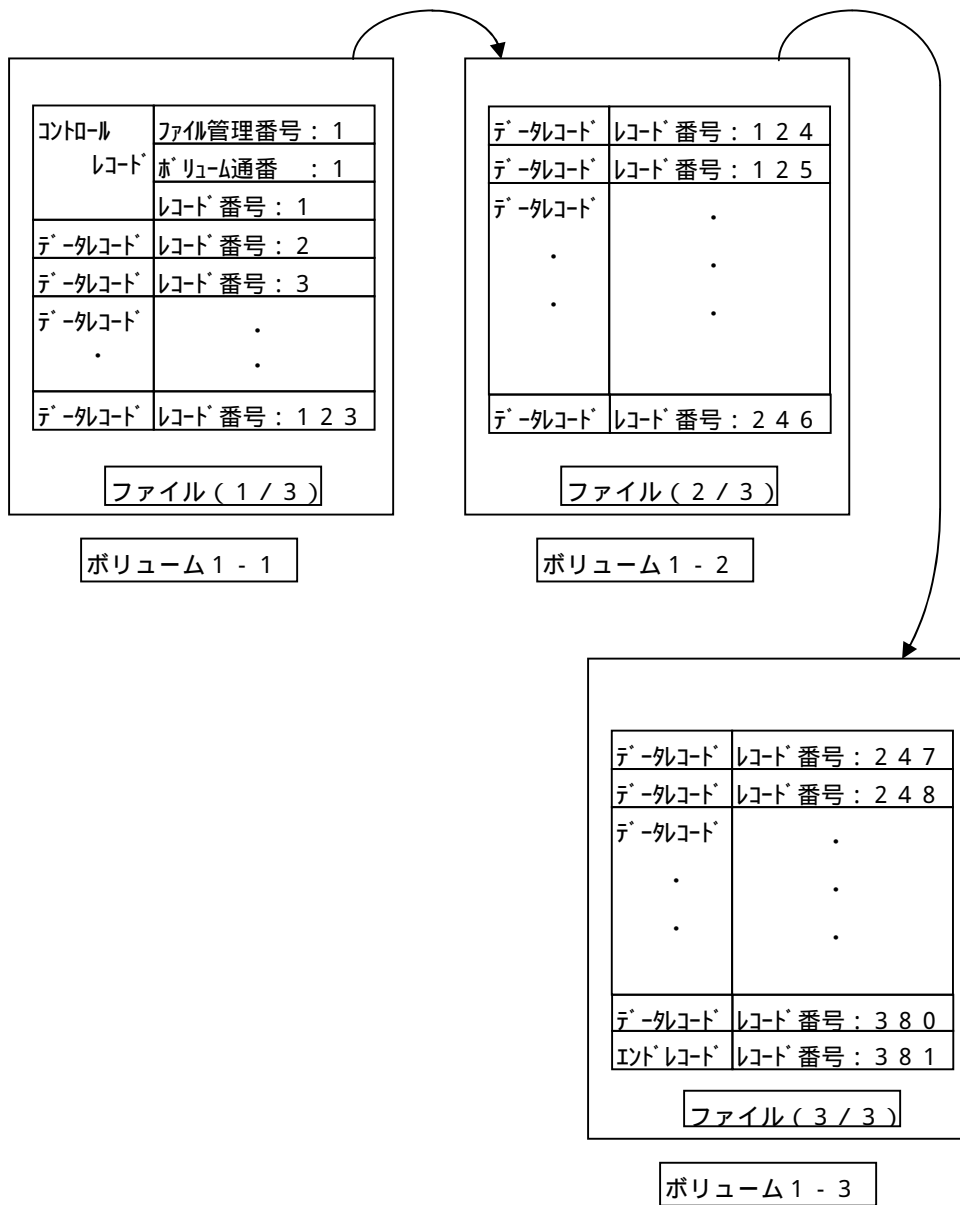 コントロール ファイル管理番号:1
レコード ボリューム通番 :1
レコード番号:1
データレコード レコード番号:2
データレコード レコード番号:3
データレコード ・
・ ・
データレコード レコード番号:123
ファイル(1/3)
ボリューム1-1
データレコード レコード番号:124
データレコード レコード番号:125
データレコード ・
・ ・
・ ・
データレコード レコード番号:246
ファイル(2/3)
ボリューム1-2
データレコード レコード番号:247
データレコード レコード番号:248
データレコード ・
・ ・
・ ・
データレコード レコード番号:380
エンドレコード レコード番号:381
ファイル(3/3)
ボリューム1-3